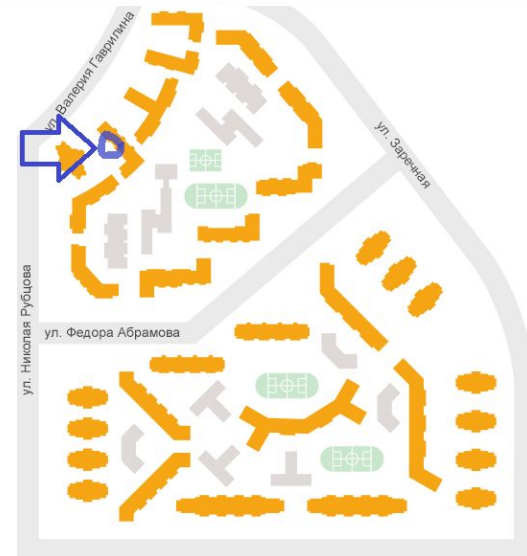 ул. Валерия Гаврилина
ул. Заречная
ул. Николая Рубцова
ул. Федора Абрамова